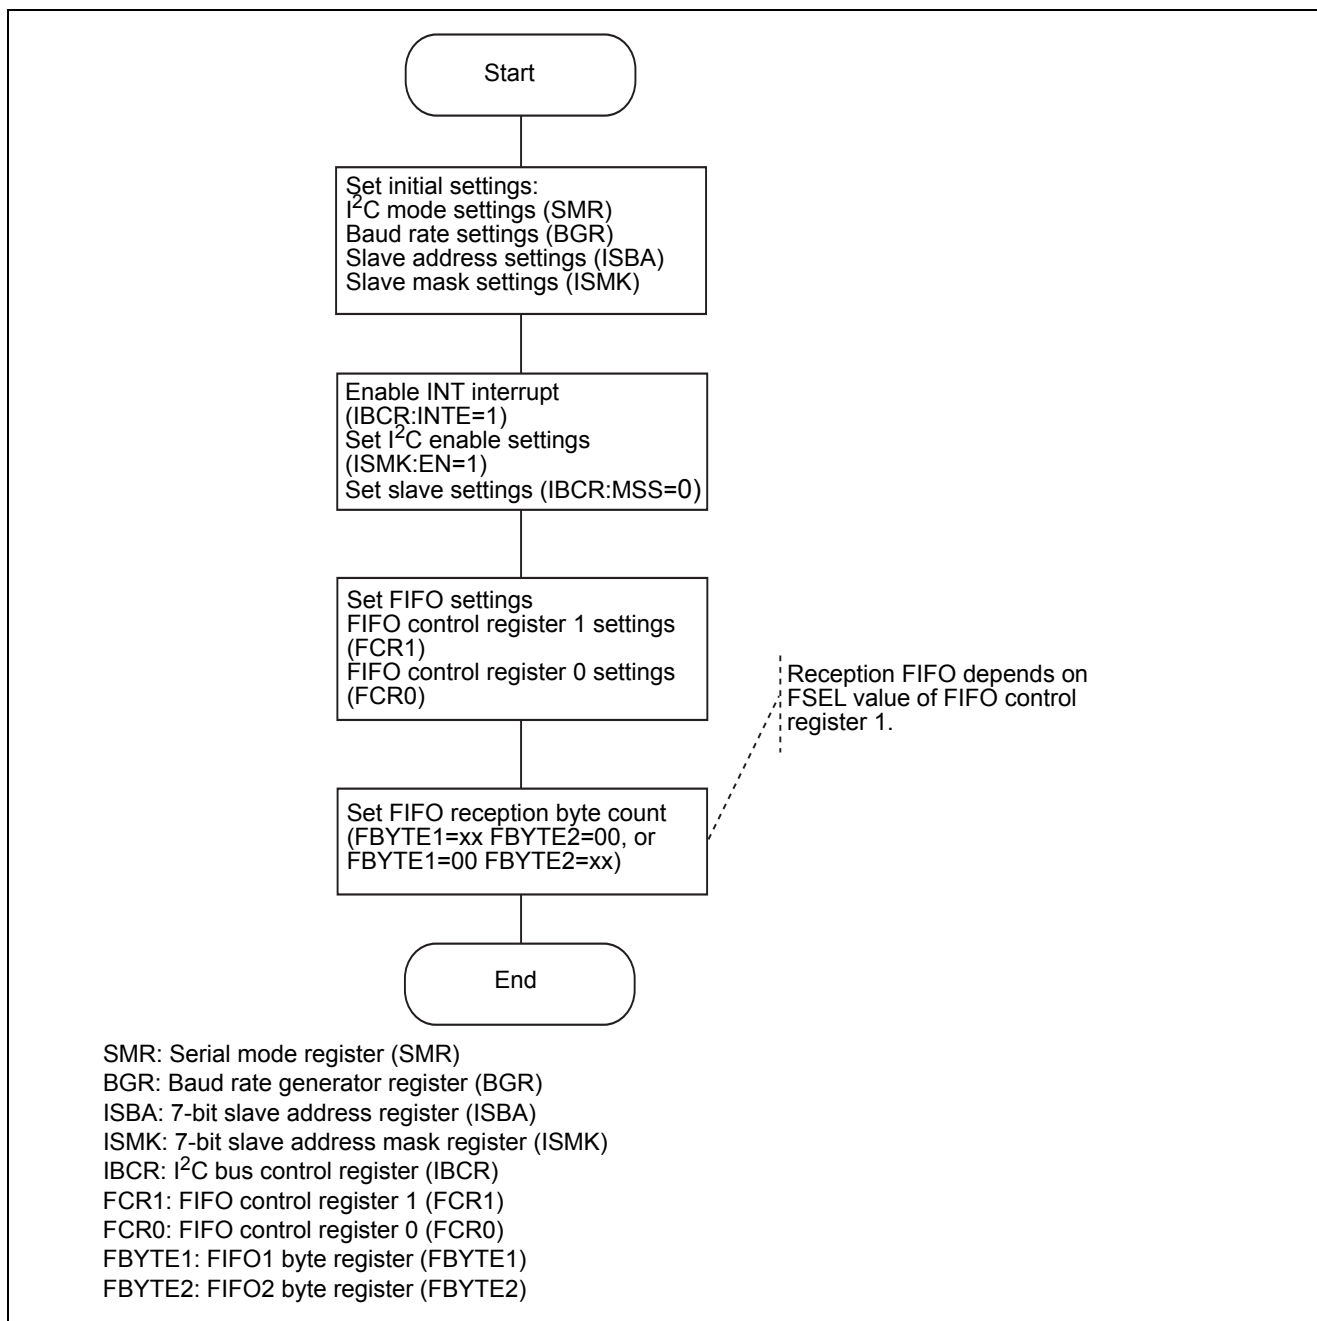 Start
Set initial settings:
I²C mode settings (SMR)
Baud rate settings (BGR)
Slave address settings (ISBA)
Slave mask settings (ISMK)
Enable INT interrupt
(IBCR:INTE=1)
Set I²C enable settings
(ISMK:EN=1)
Set slave settings (IBCR:MSS=0)
Set FIFO settings
FIFO control register 1 settings
(FCR1)
FIFO control register 0 settings
(FCR0)
Reception FIFO depends on
FSEL value of FIFO control
register 1.
Set FIFO reception byte count
(FBYTE1=xx FBYTE2=00, or
FBYTE1=00 FBYTE2=xx)
End
SMR: Serial mode register (SMR)
BGR: Baud rate generator register (BGR)
ISBA: 7-bit slave address register (ISBA)
ISMK: 7-bit slave address mask register (ISMK)
IBCR: I²C bus control register (IBCR)
FCR1: FIFO control register 1 (FCR1)
FCR0: FIFO control register 0 (FCR0)
FBYTE1: FIFO1 byte register (FBYTE1)
FBYTE2: FIFO2 byte register (FBYTE2)